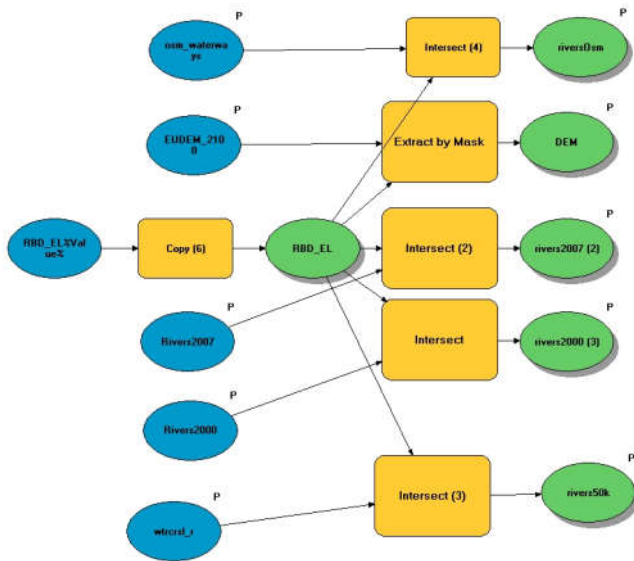 P
P
osm_waterwa
ys
Intersect (4)
riversOsm
P
P
EUDEM_210
0
Extract by Mask
DEM
P
RBD_EL%Val
ue%
Copy (6)
RBD_EL
Intersect (2)
rivers2007 (2)
P
P
Rivers2007
Intersect
rivers2000 (3)
P
Rivers2000
P
P
Intersect (3)
rivers50k
wtrcrsl_r